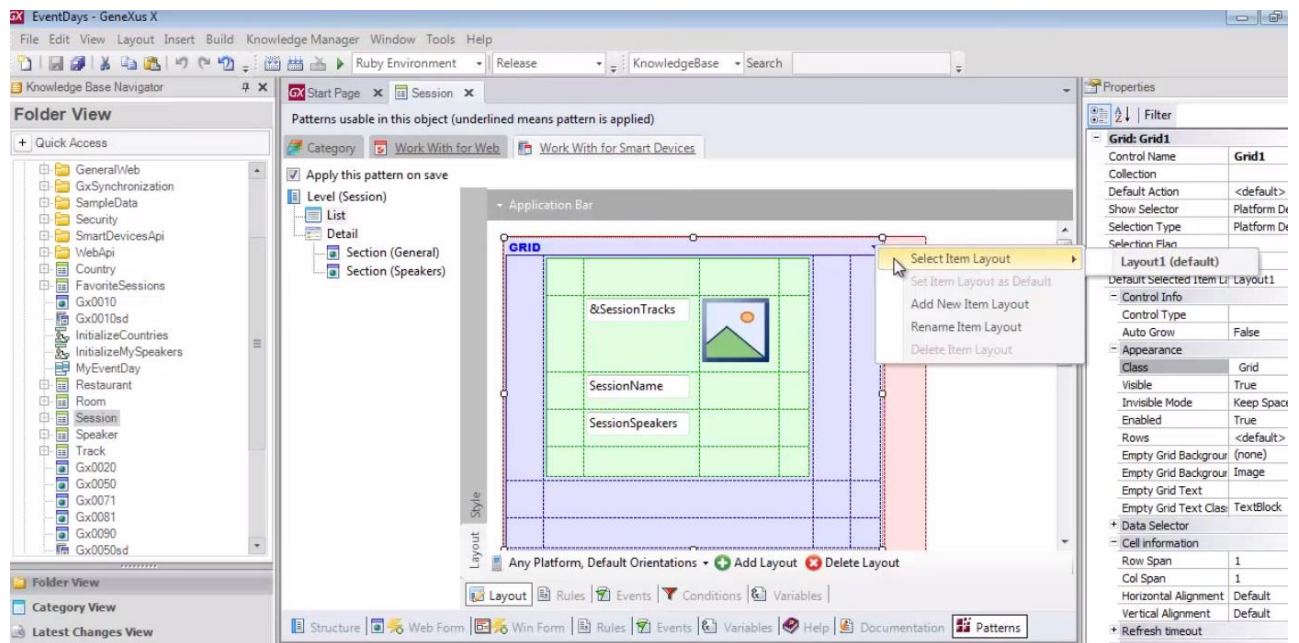 GX EventDays - GeneXus X
File Edit View Layout Insert Build Knowledge Manager Window Tools Help
Ruby Environment Release KnowledgeBase Search
Knowledge Base Navigator
Folder View
+ Quick Access
GeneralWeb
GxSynchronization
SampleData
Security
SmartDevicesApi
WebApi
Country
FavoriteSessions
Gx0010
Gx0010sd
InitializeCountries
InitializeMySpeakers
MyEventDay
Restaurant
Room
Session
Speaker
Track
Gx0020
Gx0050
Gx0071
Gx0081
Gx0090
Gx0050sd
Folder View
Category View
Latest Changes View
GX Start Page X Session X
Patterns usable in this object (underlined means pattern is applied)
Category Work With for Web Work With for Smart Devices
Apply this pattern on save
Level (Session)
List
Detail
Section (General)
Section (Speakers)
Application Bar
GRID
&SessionTracks
SessionName
SessionSpeakers
Select Item Layout
Set Item Layout as Default
Add New Item Layout
Rename Item Layout
Delete Item Layout
Layout1 (default)
Style
Layout
Any Platform, Default Orientations Add Layout Delete Layout
Layout Rules Events Conditions Variables
Structure Web Form Win Form Rules Events Variables Help Documentation Patterns
Properties
Filter
Grid: Grid1
Control Name Grid1
Collection
Default Action <default>
Show Selector Platform De
Selection Type Platform De
Selection Flag
Default Selected Item L Layout1
Control Info
Control Type
Auto Grow False
Appearance
Class Grid
Visible True
Invisible Mode Keep Space
Enabled True
Rows <default>
Empty Grid Backgrour (none)
Empty Grid Backgrour Image
Empty Grid Text
Empty Grid Text Clas: TextBlock
Data Selector
Cell information
Row Span 1
Col Span 1
Horizontal Alignment Default
Vertical Alignment Default
Refresh timeout